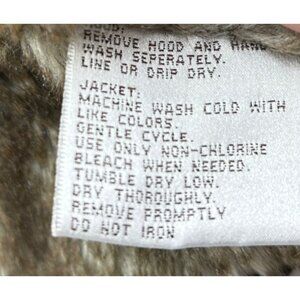 HOOD:
REMOVE HOOD AND HAND
WASH SEPERATELY.
LINE OR DRIP DRY.
JACKET:
MACHINE WASH COLD WITH
LIKE COLORS.
GENTLE CYCLE.
USE ONLY NON-CHLORINE
BLEACH WHEN NEEDED.
TUMBLE DRY LOW.
DRY THOROUGHLY.
REMOVE PROMPTLY
DO NOT IRON